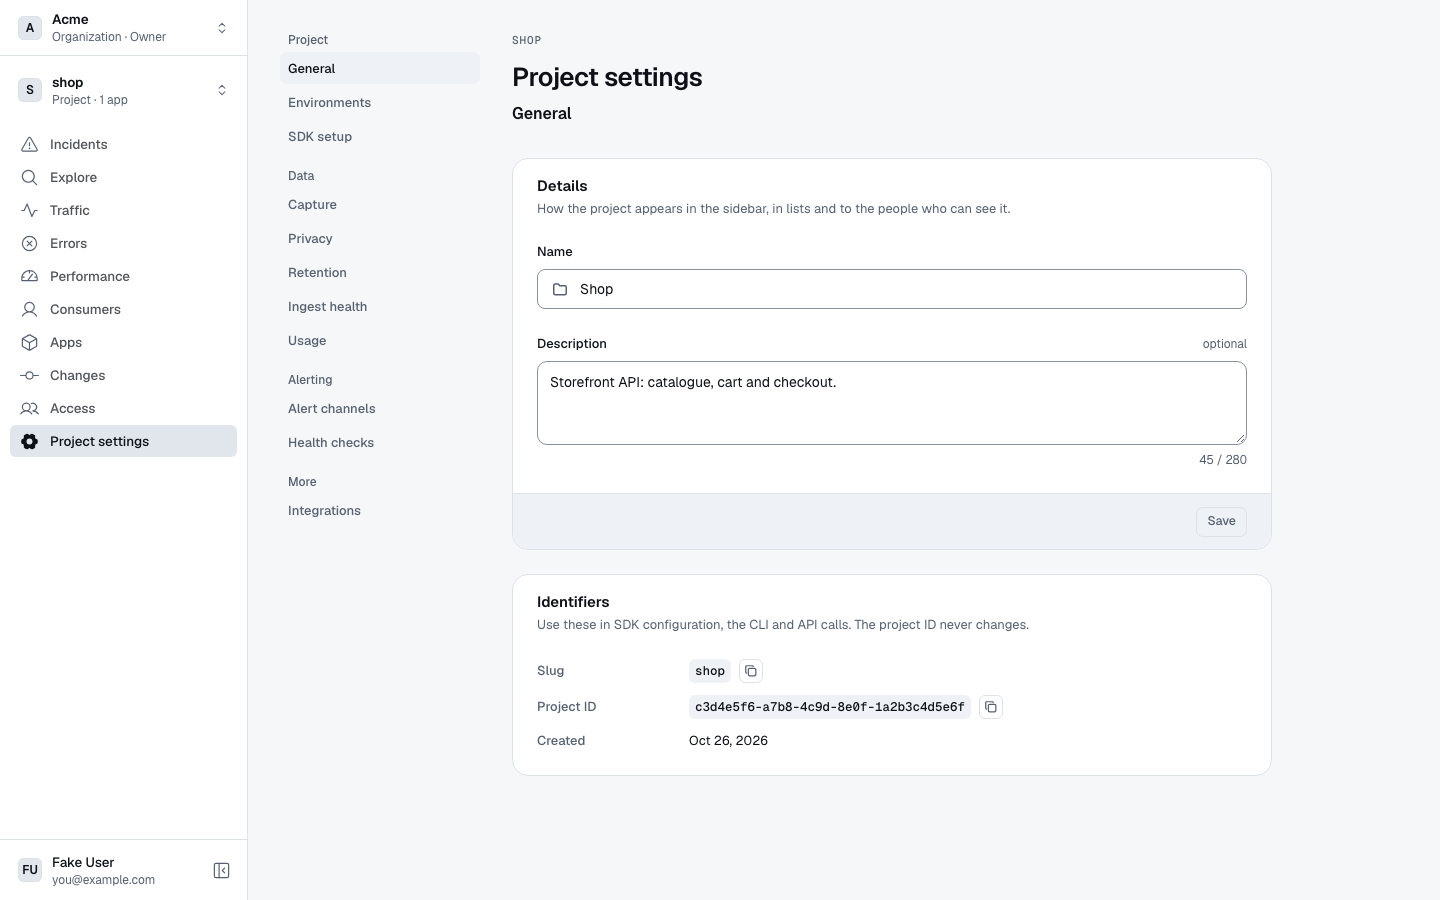 A
Acme
Organization · Owner
S
shop
Project · 1 app
Incidents
Explore
Traffic
Errors
Performance
Consumers
Apps
Changes
Access
Project settings
FU
Fake User
you@example.com
Project
General
Environments
SDK setup
Data
Capture
Privacy
Retention
Ingest health
Usage
Alerting
Alert channels
Health checks
More
Integrations
SHOP
Project settings
General
Details
How the project appears in the sidebar, in lists and to the people who can see it.
Name
Shop
Description optional
Storefront API: catalogue, cart and checkout.
45 / 280
Save
Identifiers
Use these in SDK configuration, the CLI and API calls. The project ID never changes.
Slug shop
Project ID c3d4e5f6-a7b8-4c9d-8e0f-1a2b3c4d5e6f
Created Oct 26, 2026